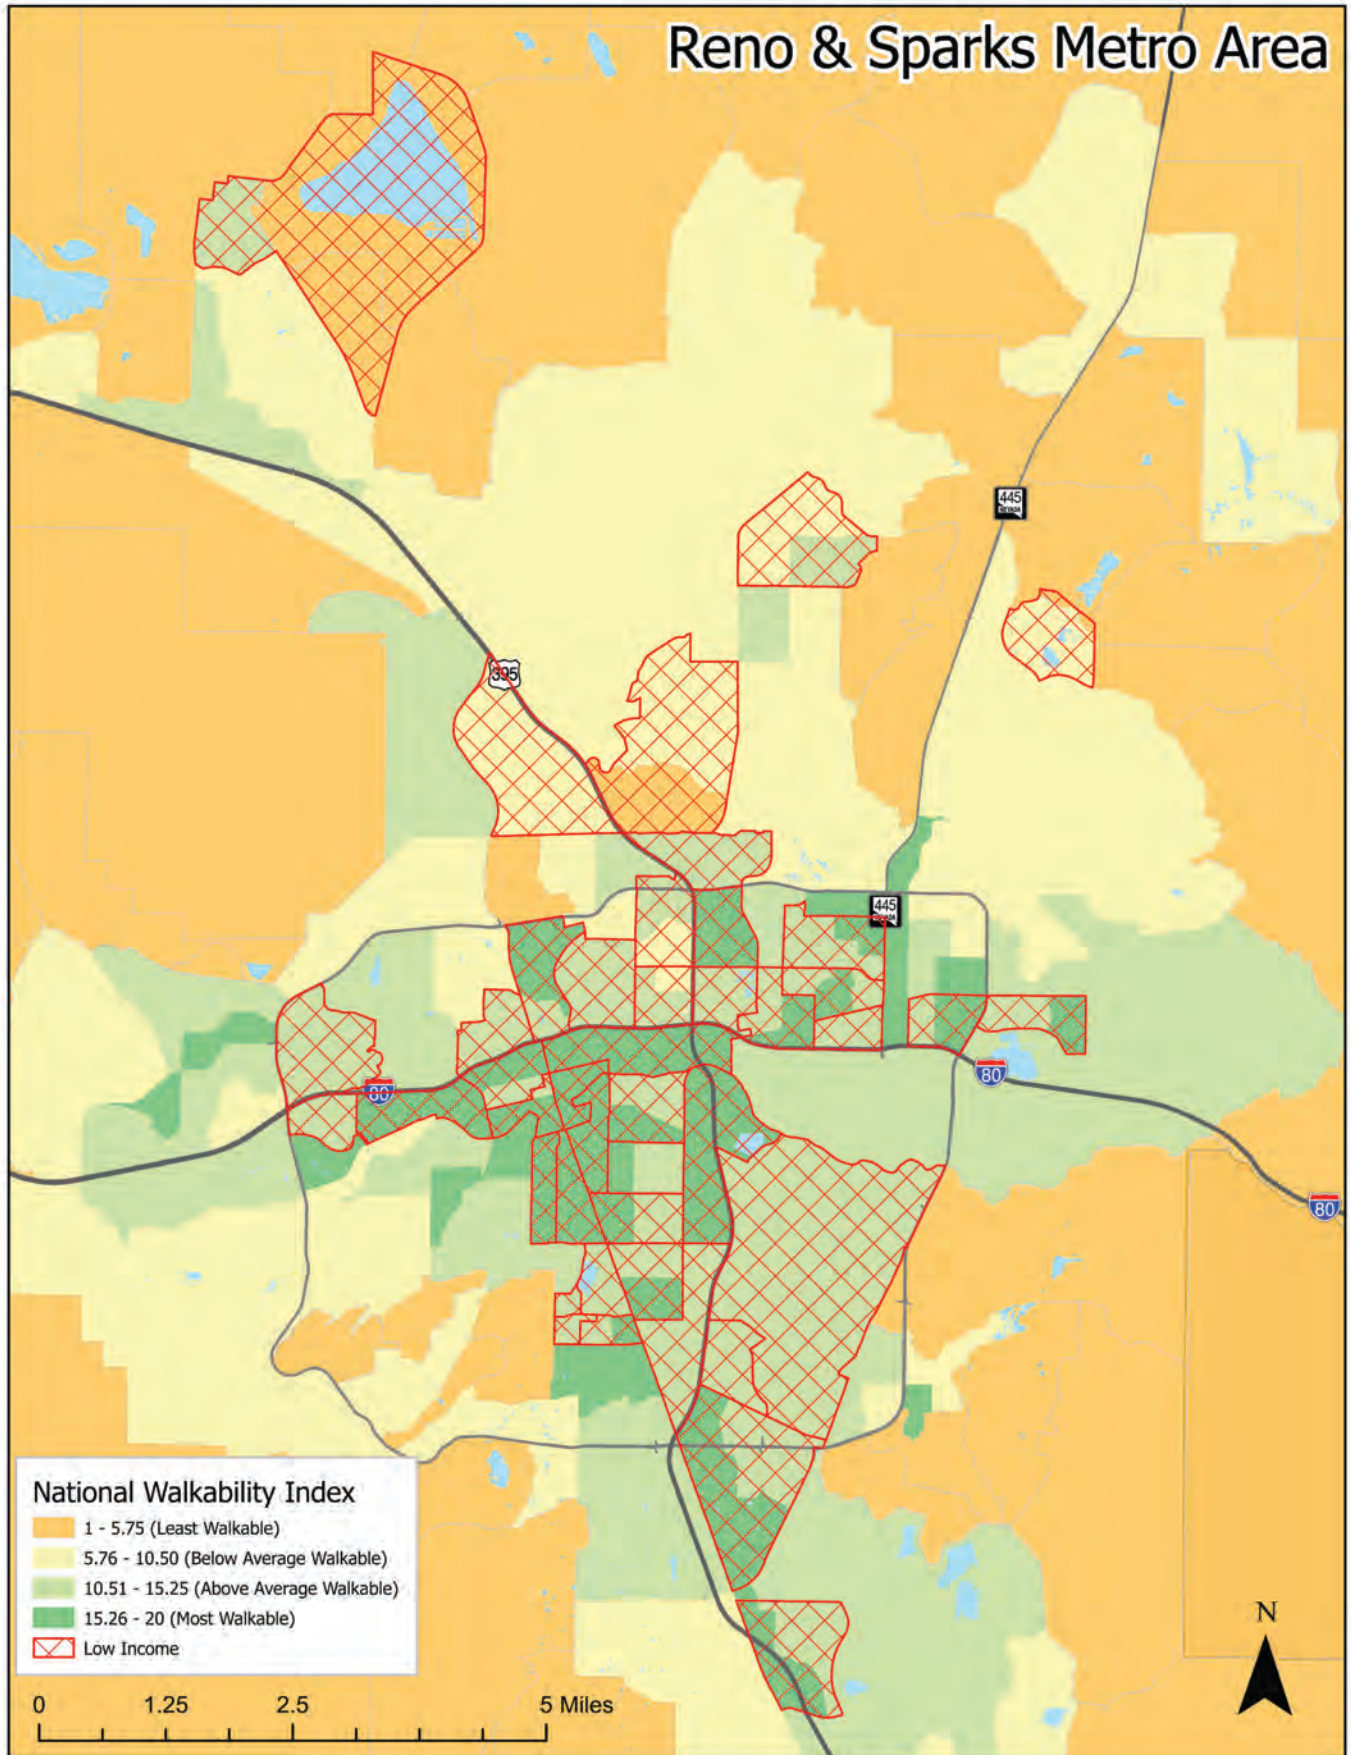 Reno & Sparks Metro Area
445
NEVADA
395
445
80
80
80
National Walkability Index
1 - 5.75 (Least Walkable)
5.76 - 10.50 (Below Average Walkable)
10.51 - 15.25 (Above Average Walkable)
15.26 - 20 (Most Walkable)
Low Income
N
0 1.25 2.5 5 Miles